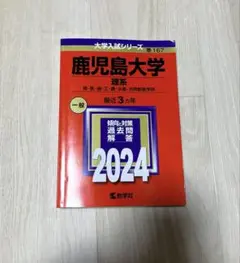 大学入試シリーズ
167
鹿児島大学
理系
最近3カ年
一般
傾向と対策
過去問
解答
2024
教学社